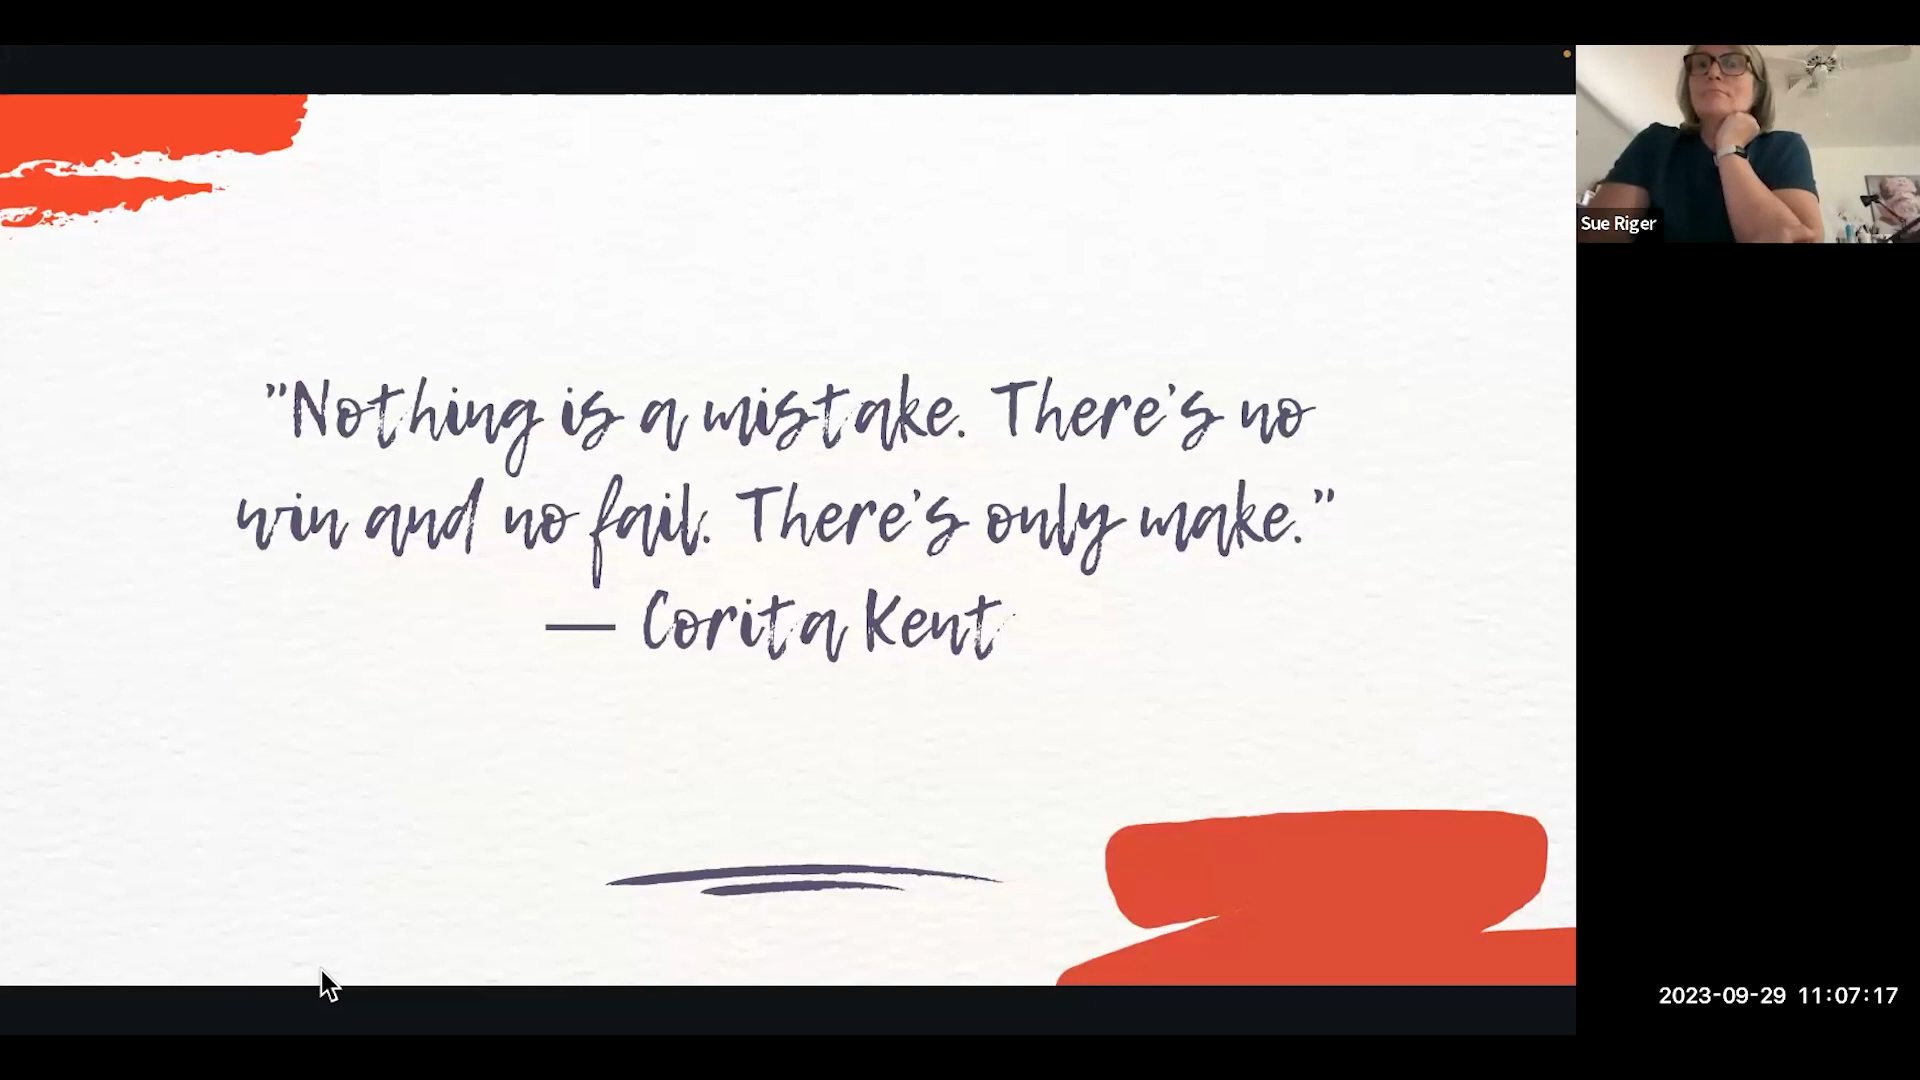 "Nothing is a mistake. There's no
win and no fail. There's only make."
— Corita Kent
Sue Riger
2023-09-29 11:07:17